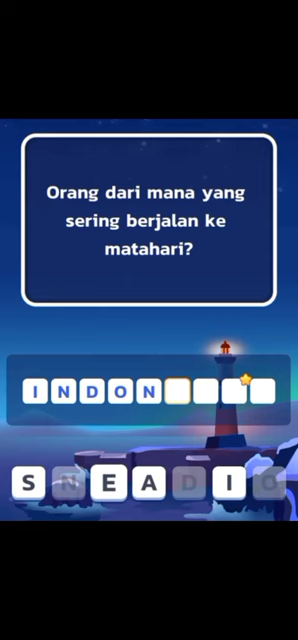 Orang dari mana yang
sering berjalan ke
matahari?
I N D O N
S N E A D I O